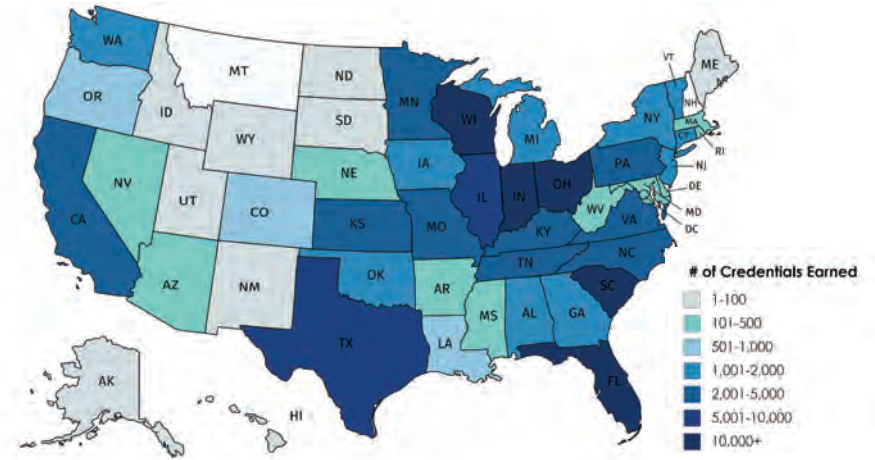 WA
MT
ND
MN
VT
ME
OR
ID
SD
WI
NH
WY
MI
NY
MA
CT
RI
IA
NE
PA
NJ
NV
UT
IL
IN
OH
DE
CO
WV
MD
CA
KS
MO
KY
VA
DC
TN
NC
AZ
NM
OK
AR
SC
MS
AL
GA
TX
LA
FL
AK
HI
# of Credentials Earned
1-100
101-500
501-1,000
1,001-2,000
2,001-5,000
5,001-10,000
10,000+